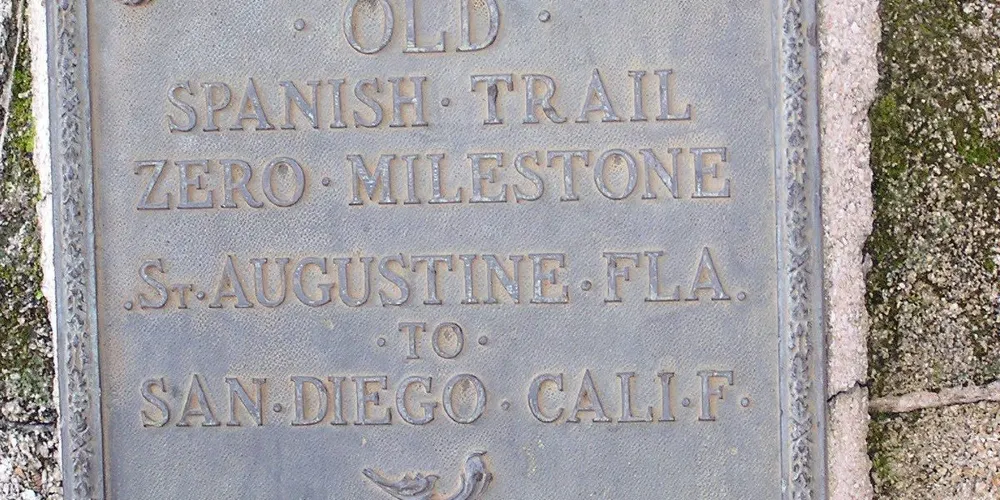 · OLD ·
SPANISH · TRAIL
ZERO · MILESTONE
· ST · AUGUSTINE · FLA ·
· TO ·
SAN · DIEGO · CALI · F ·